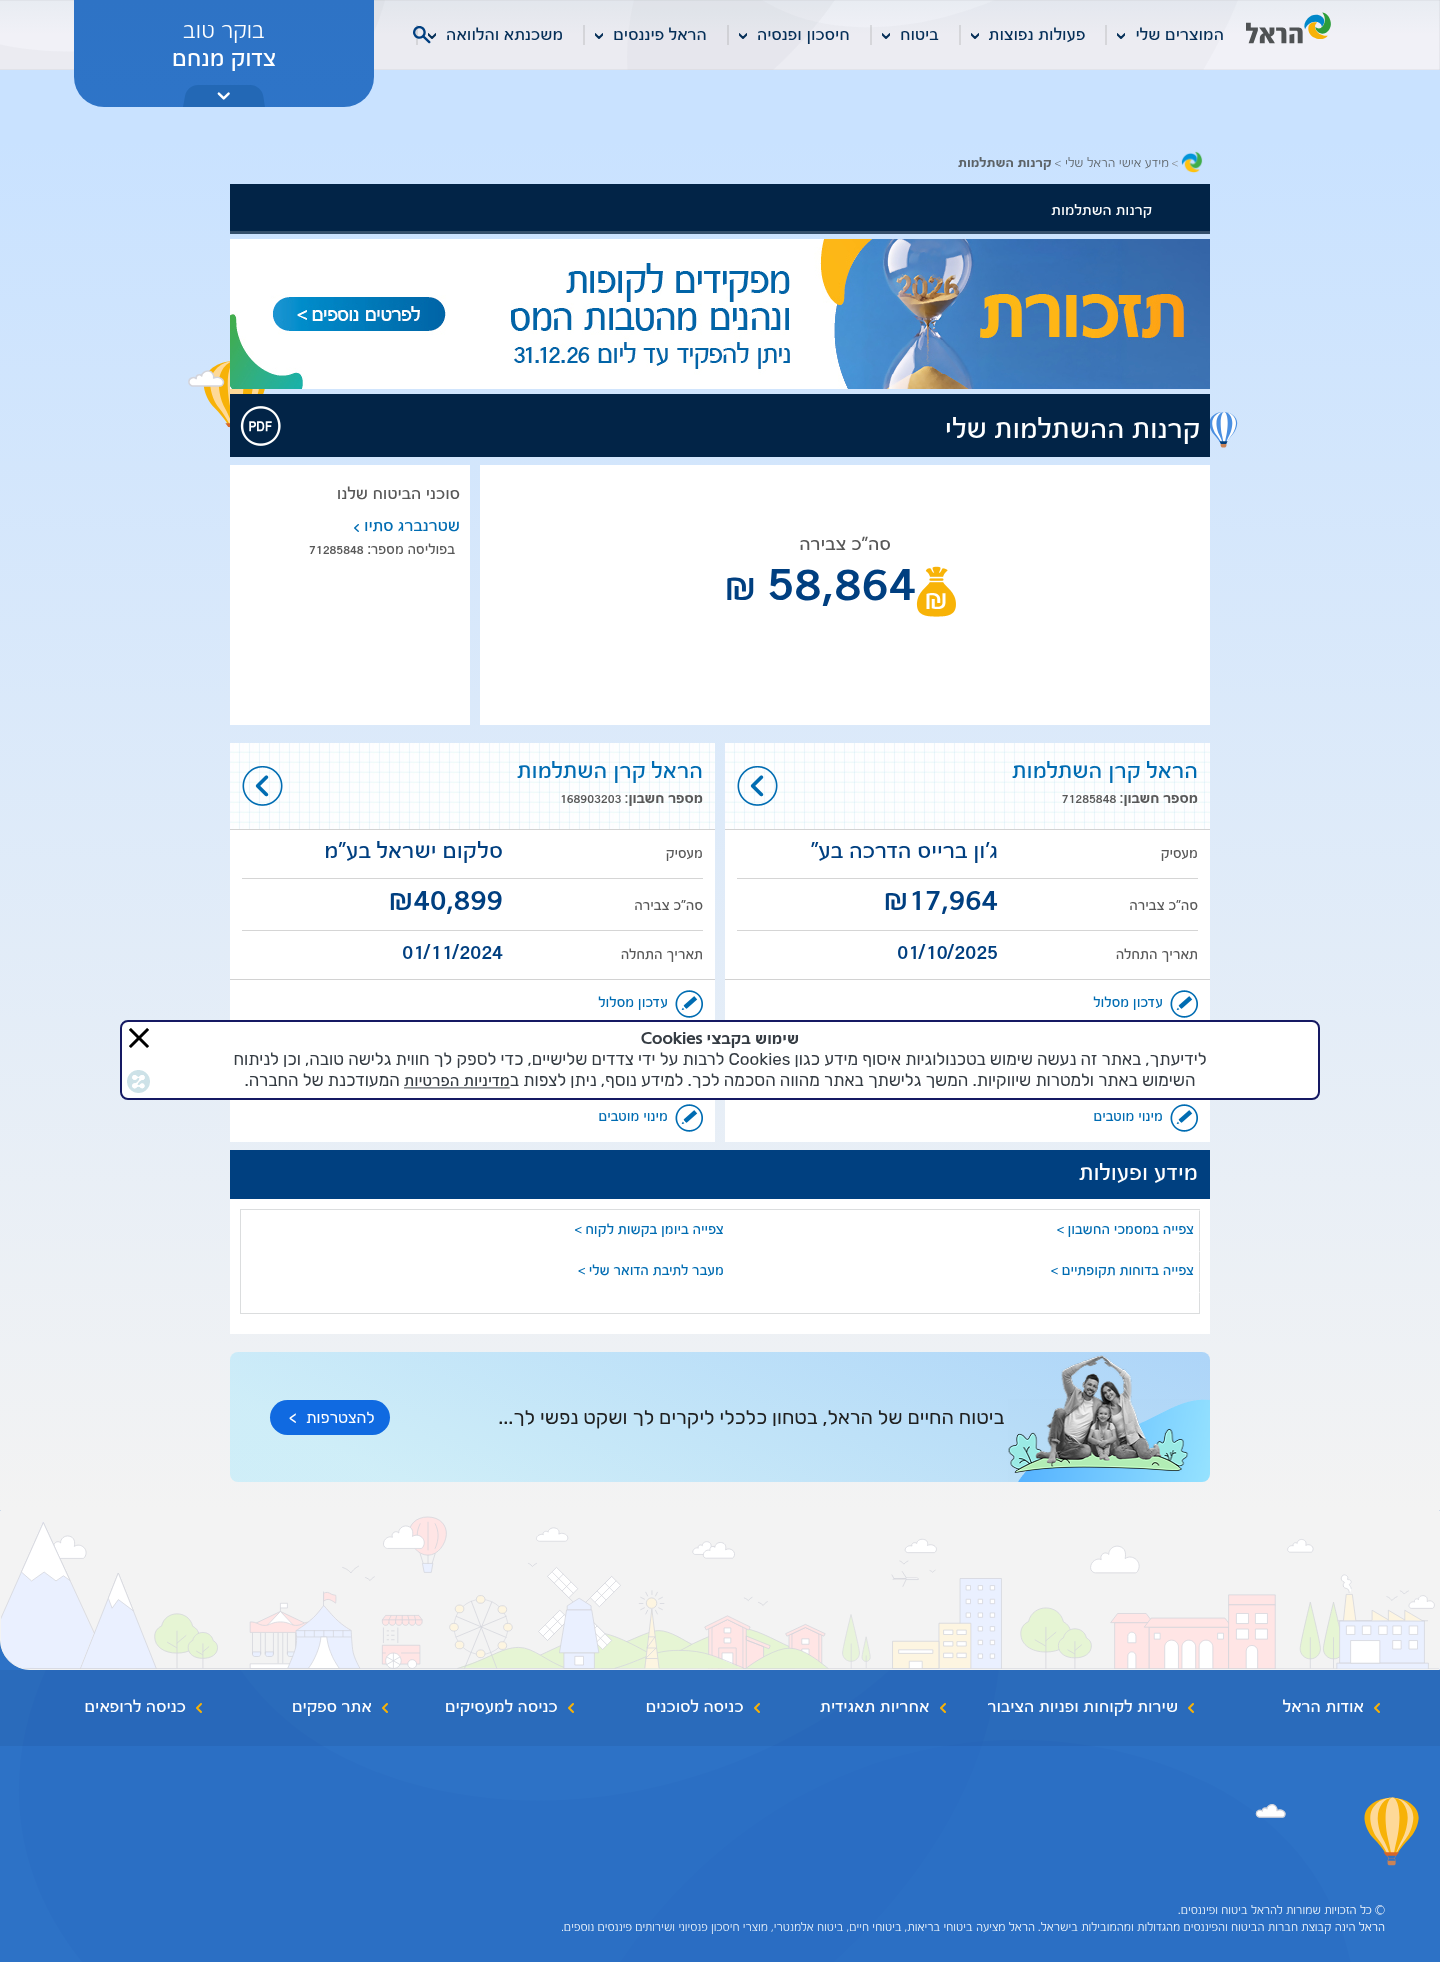 הראל
המוצרים שלי
פעולות נפוצות
ביטוח
חיסכון ופנסיה
הראל פיננסים
משכנתא והלוואה
בוקר טוב
צדוק מנחם
> מידע אישי הראל שלי > קרנות השתלמות
קרנות השתלמות
תזכורת
2026
מפקידים לקופות
ונהנים מהטבות המס
ניתן להפקיד עד ליום 31.12.26
לפרטים נוספים >
קרנות ההשתלמות שלי
PDF
סה"כ צבירה
58,864 ₪
סוכני הביטוח שלנו
שטרנברג סתיו >
בפוליסה מספר: 71285848
הראל קרן השתלמות
מספר חשבון: 71285848
מעסיק ג'ון ברייס הדרכה בע"
סה"כ צבירה ₪17,964
תאריך התחלה 01/10/2025
עדכון מסלול
מינוי מוטבים
הראל קרן השתלמות
מספר חשבון: 168903203
מעסיק סלקום ישראל בע"מ
סה"כ צבירה ₪40,899
תאריך התחלה 01/11/2024
עדכון מסלול
מינוי מוטבים
שימוש בקבצי Cookies
לידיעתך, באתר זה נעשה שימוש בטכנולוגיות איסוף מידע כגון Cookies לרבות על ידי צדדים שלישיים, כדי לספק לך חווית גלישה טובה, וכן לניתוח
השימוש באתר ולמטרות שיווקיות. המשך גלישתך באתר מהווה הסכמה לכך. למידע נוסף, ניתן לצפות במדיניות הפרטיות המעודכנת של החברה.
מידע ופעולות
צפייה במסמכי החשבון >
צפייה ביומן בקשות לקוח >
צפייה בדוחות תקופתיים >
מעבר לתיבת הדואר שלי >
ביטוח החיים של הראל, בטחון כלכלי ליקרים לך ושקט נפשי לך...
להצטרפות >
אודות הראל
שירות לקוחות ופניות הציבור
אחריות תאגידית
כניסה לסוכנים
כניסה למעסיקים
אתר ספקים
כניסה לרופאים
© כל הזכויות שמורות להראל ביטוח ופיננסים.
הראל הינה קבוצת חברות הביטוח והפיננסים מהגדולות ומהמובילות בישראל. הראל מציעה ביטוחי בריאות, ביטוחי חיים, ביטוח אלמנטרי, מוצרי חיסכון פנסיוני ושירותים פיננסים נוספים.